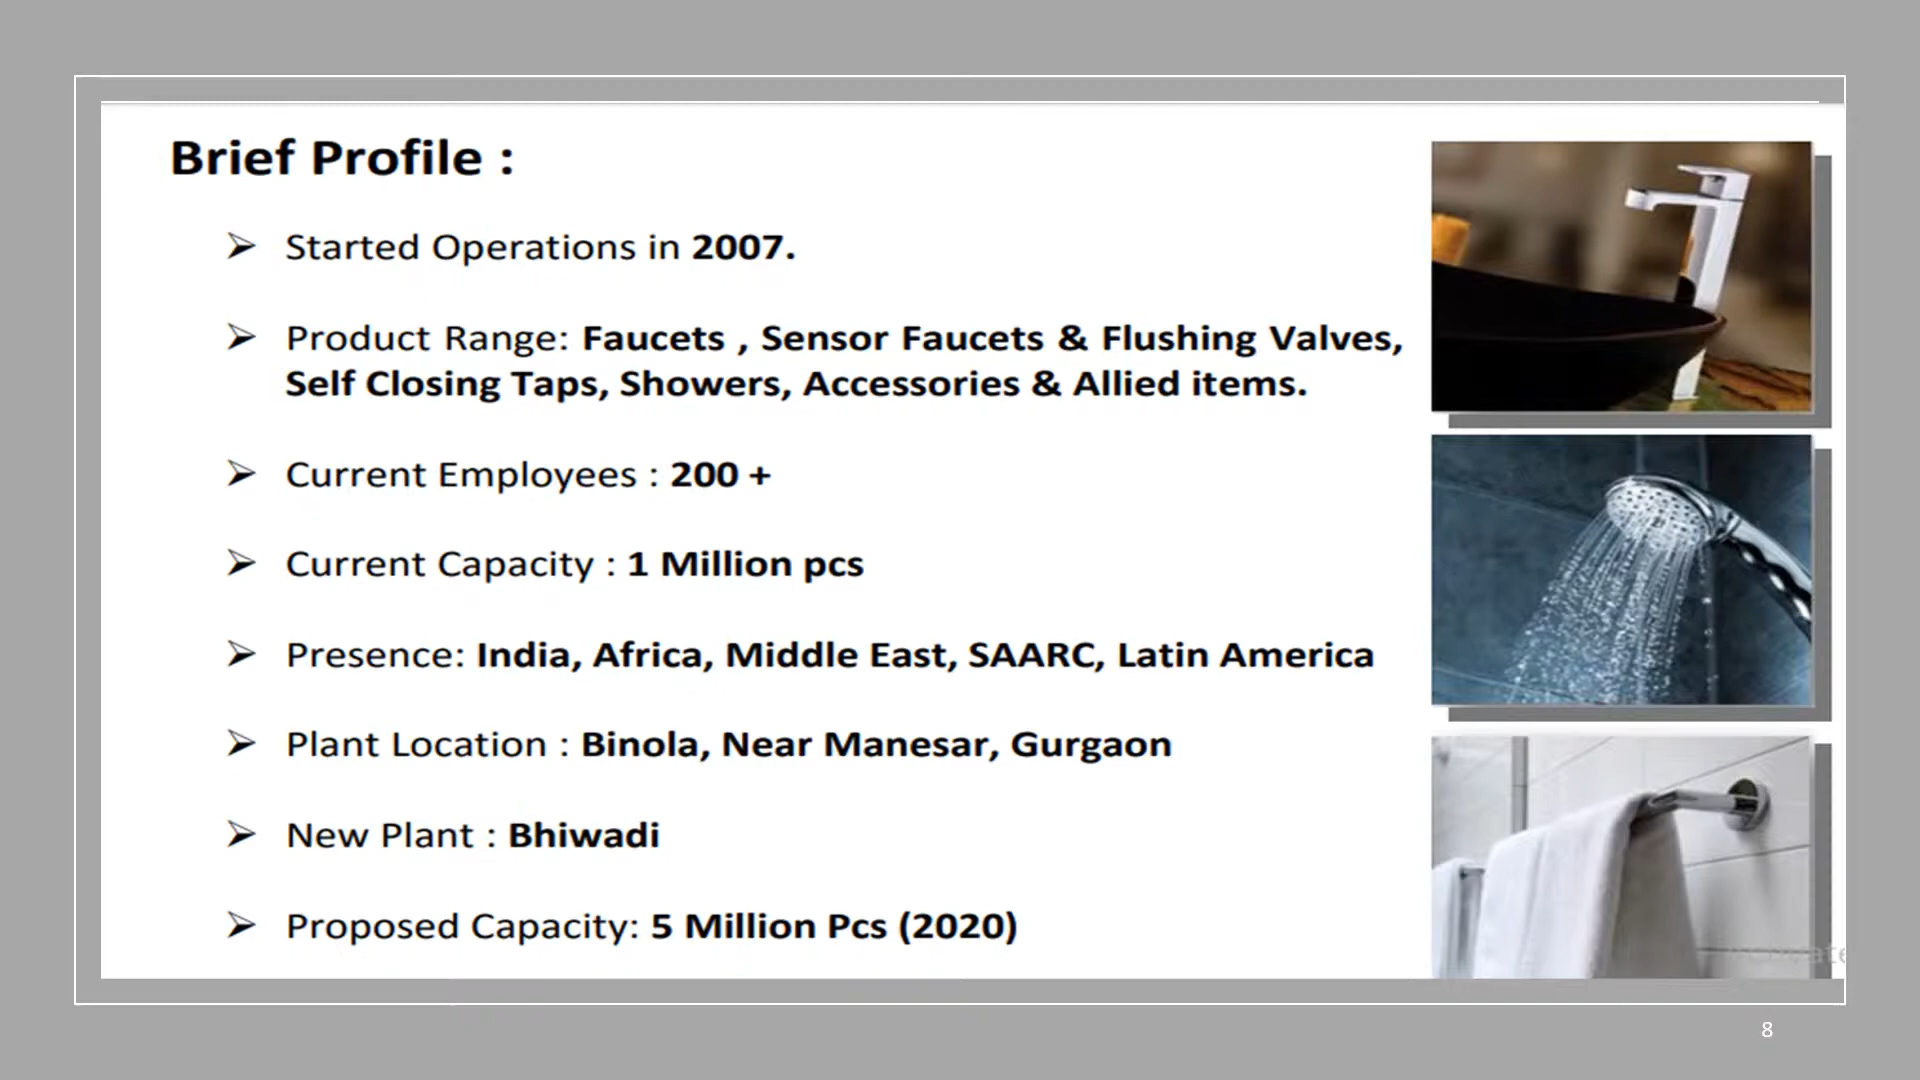 Brief Profile :
➢ Started Operations in 2007.
➢ Product Range: Faucets , Sensor Faucets & Flushing Valves,
Self Closing Taps, Showers, Accessories & Allied items.
➢ Current Employees : 200 +
➢ Current Capacity : 1 Million pcs
➢ Presence: India, Africa, Middle East, SAARC, Latin America
➢ Plant Location : Binola, Near Manesar, Gurgaon
➢ New Plant : Bhiwadi
➢ Proposed Capacity: 5 Million Pcs (2020)
8